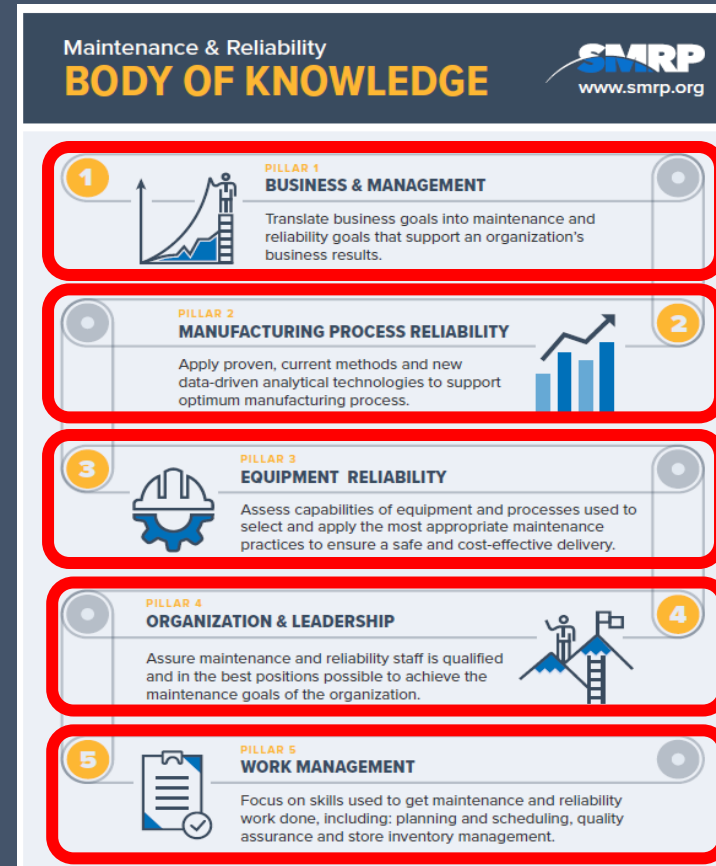 Maintenance & Reliability
BODY OF KNOWLEDGE
SMRP
www.smrp.org
1
PILLAR 1
BUSINESS & MANAGEMENT
Translate business goals into maintenance and
reliability goals that support an organization's
business results.
PILLAR 2
MANUFACTURING PROCESS RELIABILITY
2
Apply proven, current methods and new
data-driven analytical technologies to support
optimum manufacturing process.
3
PILLAR 3
EQUIPMENT RELIABILITY
Assess capabilities of equipment and processes used to
select and apply the most appropriate maintenance
practices to ensure a safe and cost-effective delivery.
PILLAR 4
ORGANIZATION & LEADERSHIP
4
Assure maintenance and reliability staff is qualified
and in the best positions possible to achieve the
maintenance goals of the organization.
5
PILLAR 5
WORK MANAGEMENT
Focus on skills used to get maintenance and reliability
work done, including: planning and scheduling, quality
assurance and store inventory management.